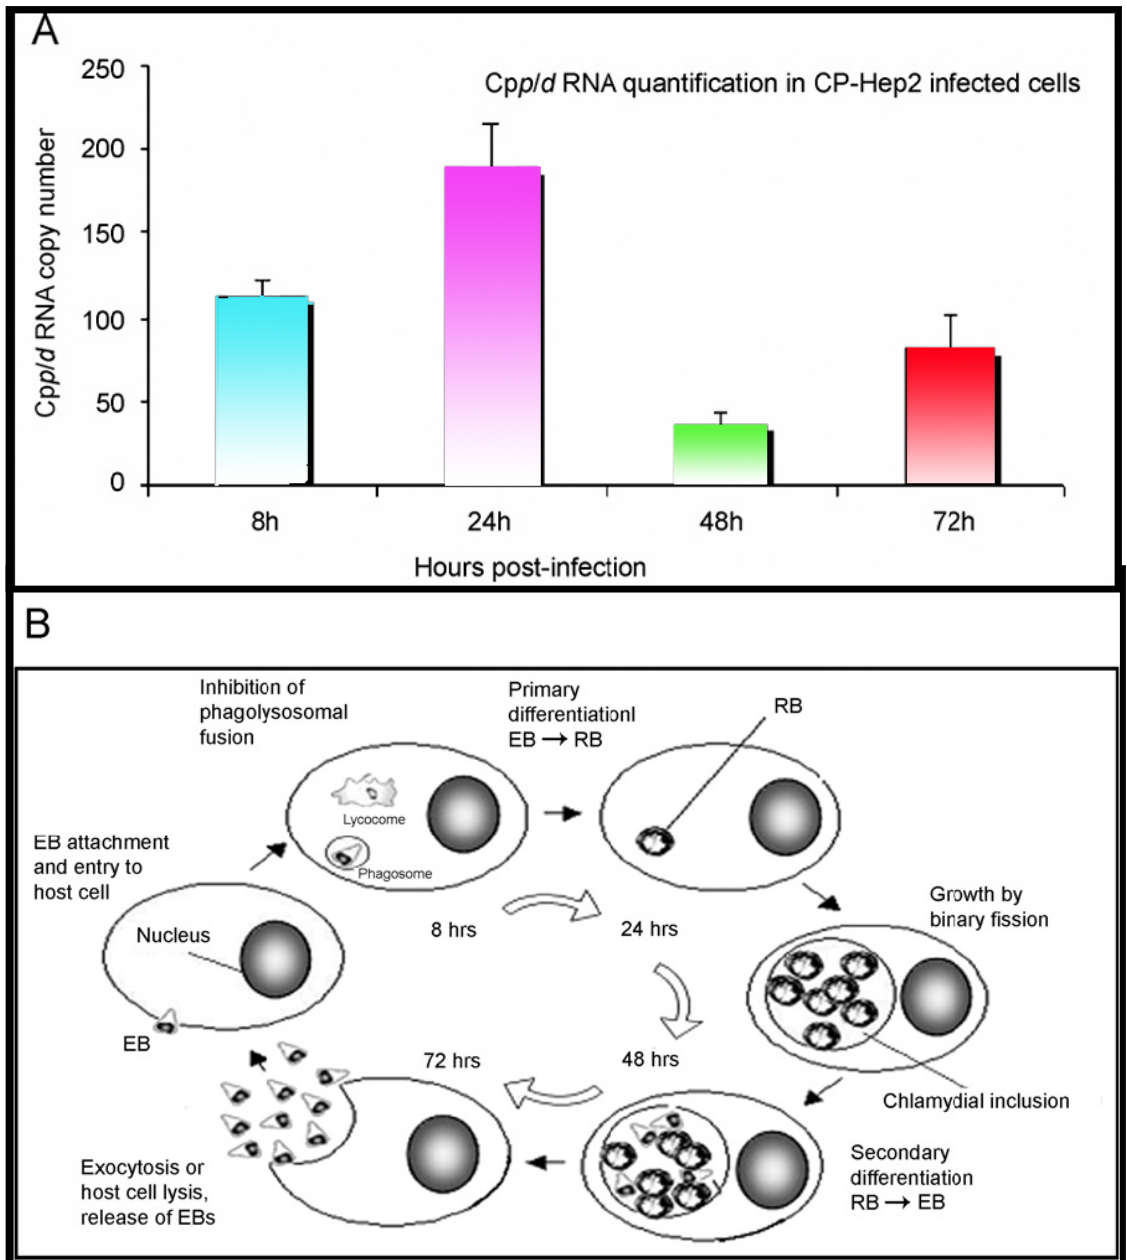 A
Cppld RNA quantification in CP-Hep2 infected cells
Cppld RNA copy number
250
200
150
100
50
0
8h
24h
48h
72h
Hours post-infection
B
Inhibition of
phagolysosomal
fusion
Primary
differentiationl
EB → RB
RB
Lycocome
Phagosome
EB attachment
and entry to
host cell
Nucleus
EB
8 hrs
24 hrs
Growth by
binary fission
72 hrs
48 hrs
Chlamydial inclusion
Exocytosis or
host cell lysis,
release of EBs
Secondary
differentiation
RB → EB